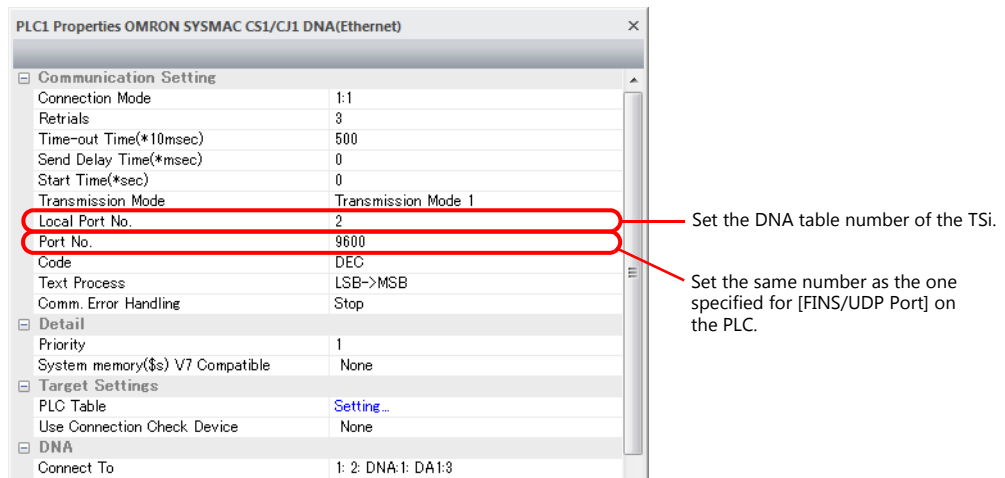 PLC1 Properties OMRON SYSMAC CS1/CJ1 DNA(Ethernet)
Communication Setting
Connection Mode 1:1
Retrials 3
Time-out Time(*10msec) 500
Send Delay Time(*msec) 0
Start Time(*sec) 0
Transmission Mode Transmission Mode 1
Local Port No. 2
Set the DNA table number of the TSi.
Port No. 9600
Code DEC
Text Process LSB->MSB
Comm. Error Handling Stop
Set the same number as the one
specified for [FINS/UDP Port] on
the PLC.
Detail
Priority 1
System memory($s) V7 Compatible None
Target Settings
PLC Table Setting...
Use Connection Check Device None
DNA
Connect To 1: 2: DNA:1: DA1:3